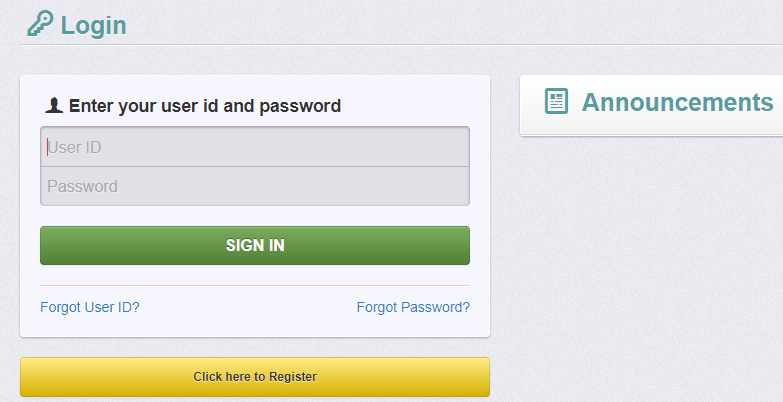 Login
Enter your user id and password
User ID
Password
SIGN IN
Forgot User ID?
Forgot Password?
Click here to Register
Announcements